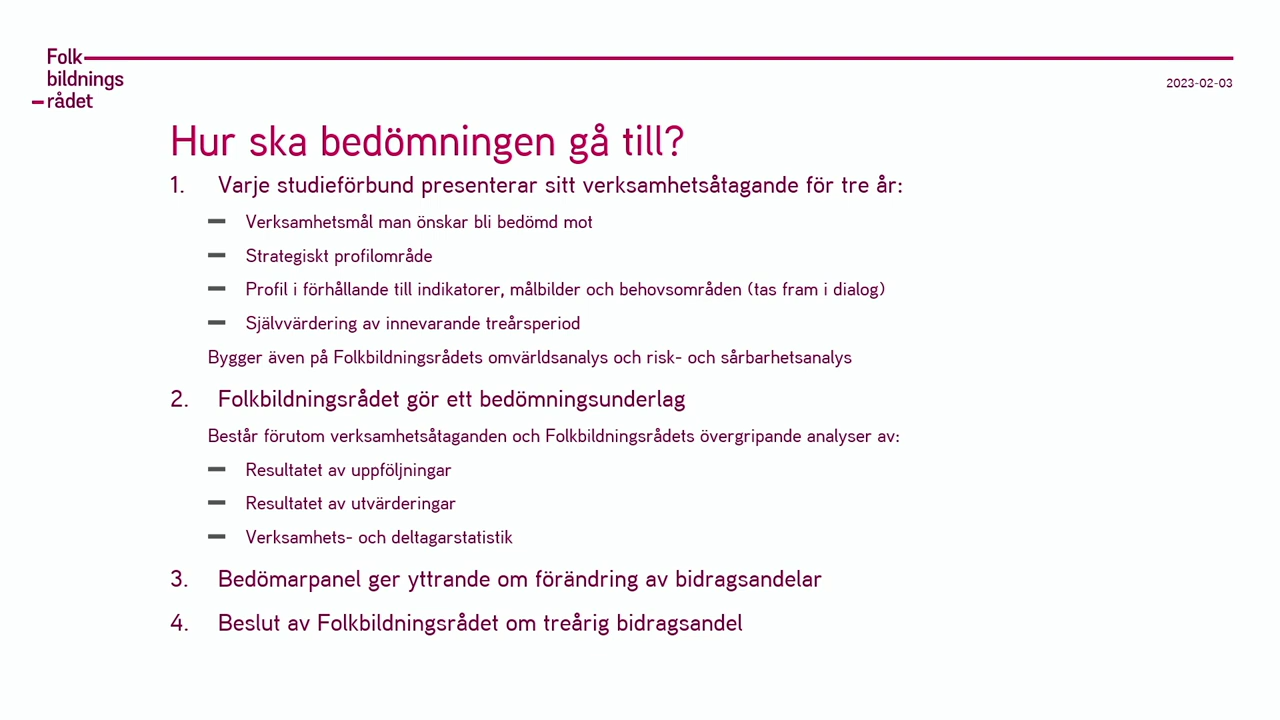 Folk
bildnings
rådet
2023-02-03
Hur ska bedömningen gå till?
1. Varje studieförbund presenterar sitt verksamhetsåtagande för tre år:
Verksamhetsmål man önskar bli bedömd mot
Strategiskt profilområde
Profil i förhållande till indikatorer, målbilder och behovsområden (tas fram i dialog)
Självvärdering av innevarande treårsperiod
Bygger även på Folkbildningsrådets omvärldsanalys och risk- och sårbarhetsanalys
2. Folkbildningsrådet gör ett bedömningsunderlag
Består förutom verksamhetsåtaganden och Folkbildningsrådets övergripande analyser av:
Resultatet av uppföljningar
Resultatet av utvärderingar
Verksamhets- och deltagarstatistik
3. Bedömarpanel ger yttrande om förändring av bidragsandelar
4. Beslut av Folkbildningsrådet om treårig bidragsandel